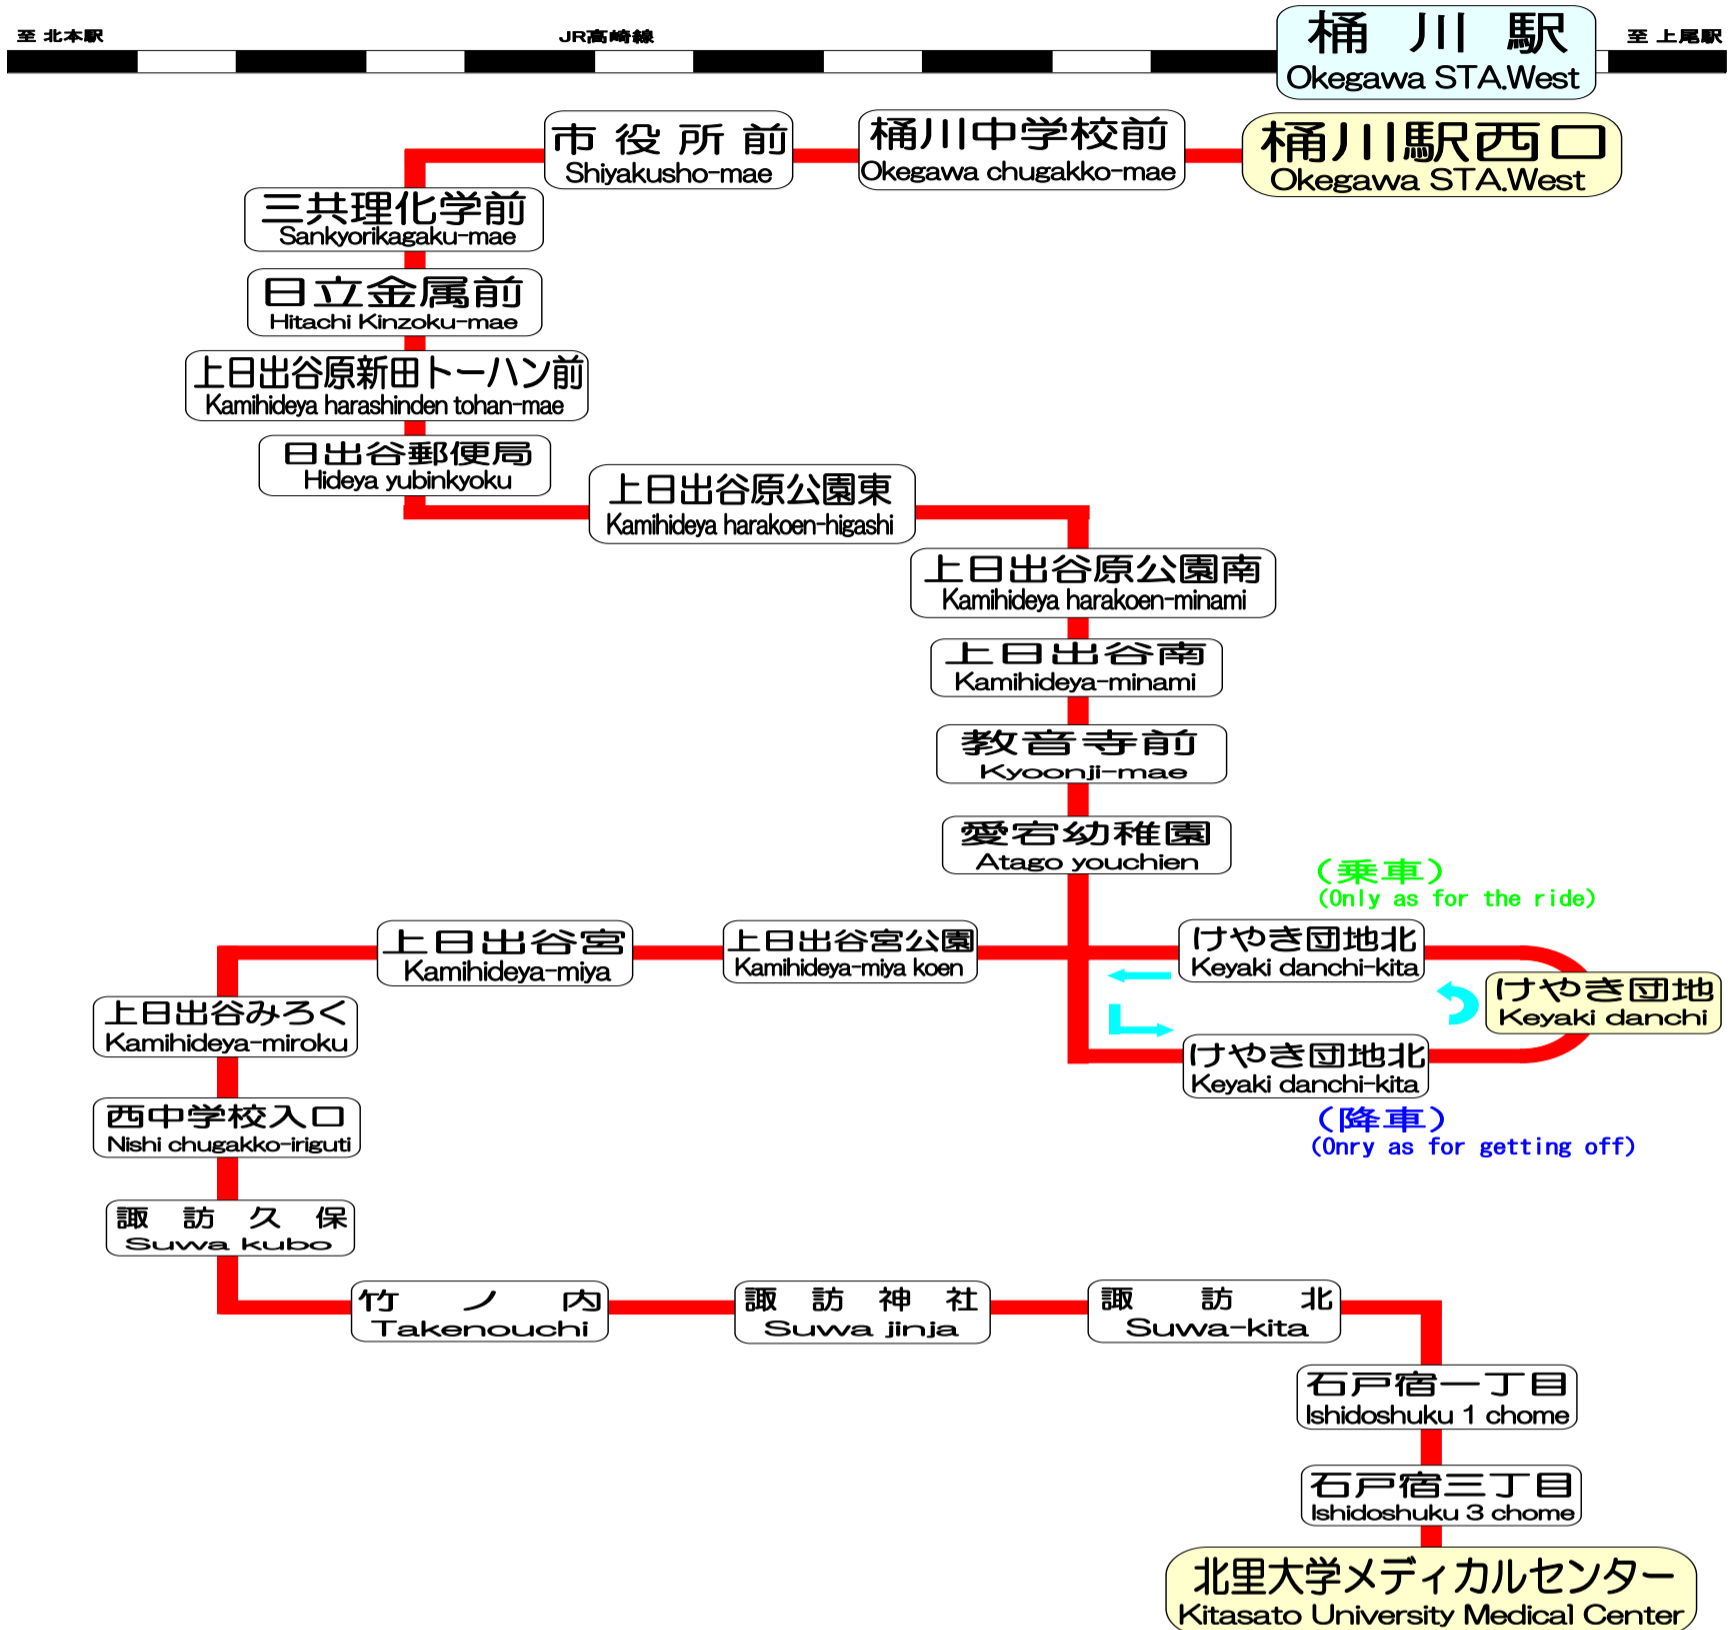 至 北本駅
JR高崎線
桶川駅
Okegawa STA.West
至 上尾駅
市役所前
Shiyakusho-mae
桶川中学校前
Okegawa chugakko-mae
桶川駅西口
Okegawa STA.West
三共理化学前
Sankyorikagaku-mae
日立金属前
Hitachi Kinzoku-mae
上日出谷原新田トーハン前
Kamihideya harashinden tohan-mae
日出谷郵便局
Hideya yubinkyoku
上日出谷原公園東
Kamihideya harakoen-higashi
上日出谷原公園南
Kamihideya harakoen-minami
上日出谷南
Kamihideya-minami
教音寺前
Kyoonji-mae
愛宕幼稚園
Atago youchien
(乗車)
(Only as for the ride)
上日出谷宮
Kamihideya-miya
上日出谷宮公園
Kamihideya-miya koen
けやき団地北
Keyaki danchi-kita
けやき団地
Keyaki danchi
上日出谷みろく
Kamihideya-miroku
けやき団地北
Keyaki danchi-kita
(降車)
(Onry as for getting off)
西中学校入口
Nishi chugakko-iriguti
諏訪久保
Suwa kubo
竹ノ内
Takenouchi
諏訪神社
Suwa jinja
諏訪北
Suwa-kita
石戸宿一丁目
Ishidoshuku 1 chome
石戸宿三丁目
Ishidoshuku 3 chome
北里大学メディカルセンター
Kitasato University Medical Center